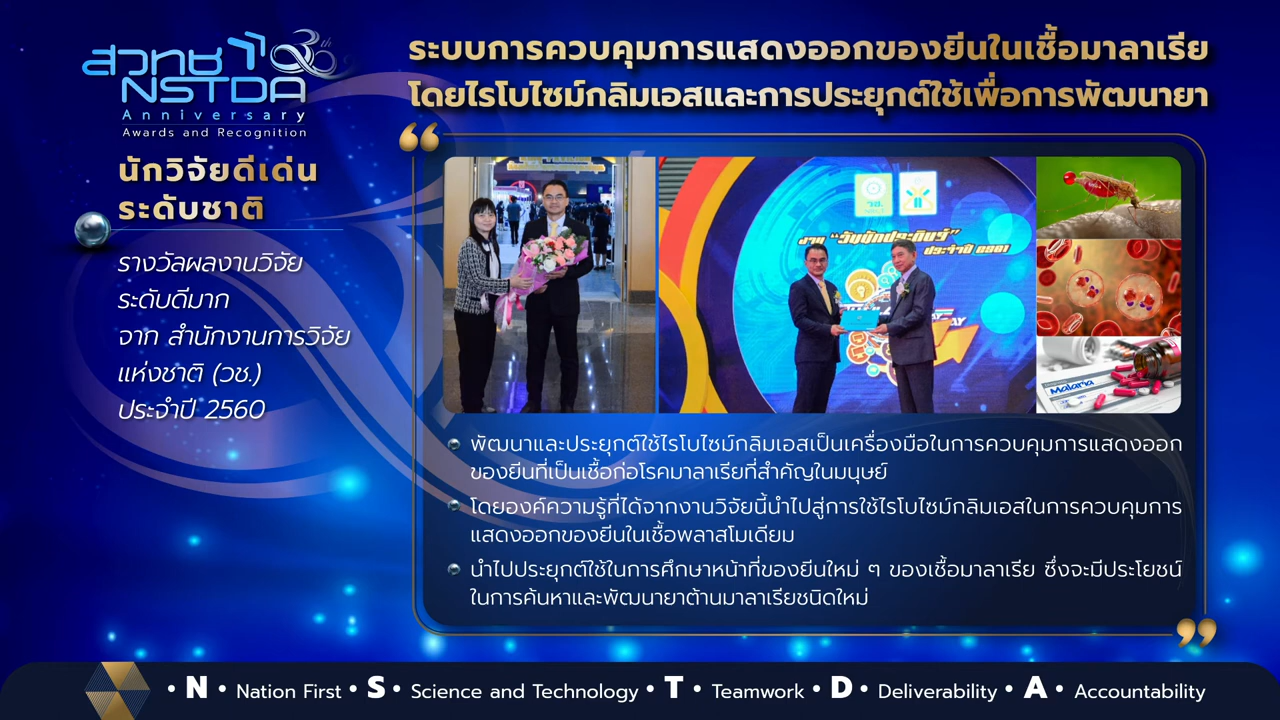 สวทช
NSTDA
30th
Anniversary
Awards and Recognition
ระบบการควบคุมการแสดงออกของยีนในเชื้อมาลาเรีย
โดยไรโบไซม์กลิมเอสและการประยุกต์ใช้เพื่อการพัฒนายา
นักวิจัยดีเด่น
ระดับชาติ
รางวัลผลงานวิจัย
ระดับดีมาก
จาก สำนักงานการวิจัย
แห่งชาติ (วช.)
ประจำปี 2560
วช.
งาน “วันนักประดิษฐ์”
ประจำปี 2561
Malaria
พัฒนาและประยุกต์ใช้ไรโบไซม์กลิมเอสเป็นเครื่องมือในการควบคุมการแสดงออก
ของยีนที่เป็นเชื้อก่อโรคมาลาเรียที่สำคัญในมนุษย์
โดยองค์ความรู้ที่ได้จากงานวิจัยนี้นำไปสู่การใช้ไรโบไซม์กลิมเอสในการควบคุมการ
แสดงออกของยีนในเชื้อพลาสโมเดียม
นำไปประยุกต์ใช้ในการศึกษาหน้าที่ของยีนใหม่ ๆ ของเชื้อมาลาเรีย ซึ่งจะมีประโยชน์
ในการค้นหาและพัฒนายาต้านมาลาเรียชนิดใหม่
• N • Nation First • S • Science and Technology • T • Teamwork • D • Deliverability • A • Accountability